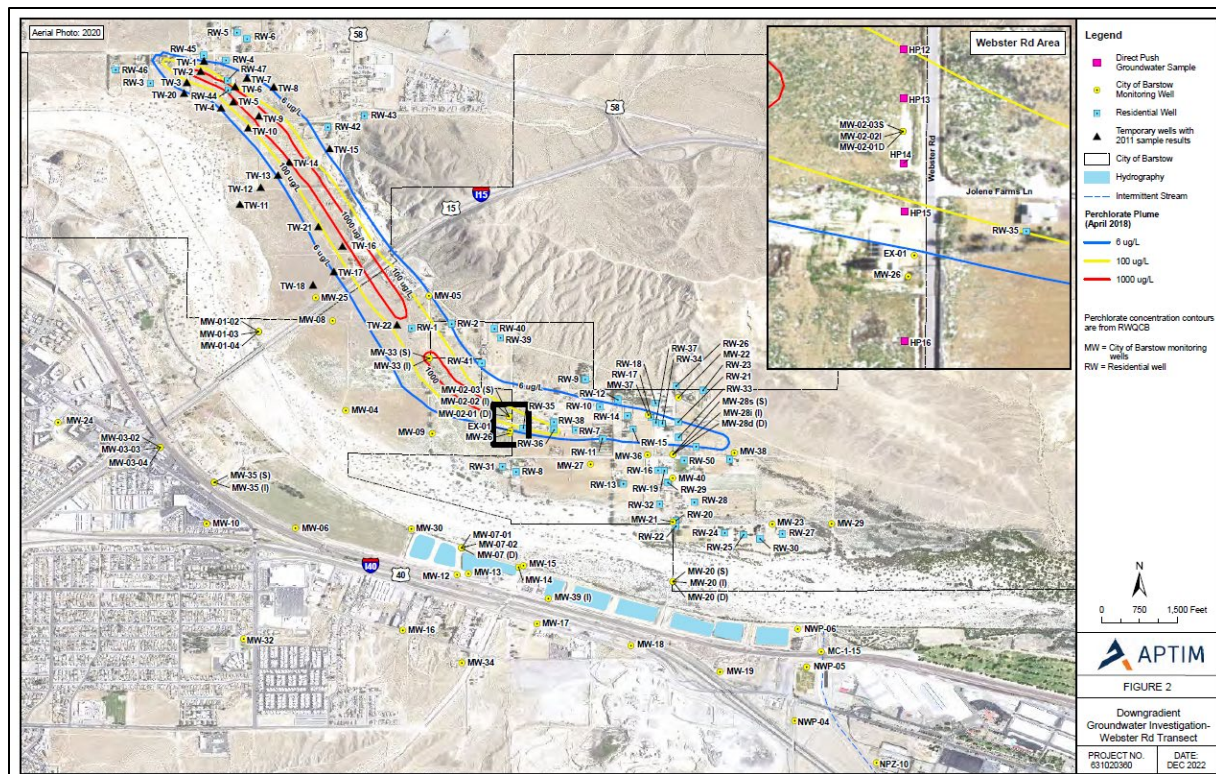 Aerial Photo: 2020
58
RW-5
RW-6
RW-45
TW-1
TW-2
RW-4
RW-47
TW-7
RW-46
RW-3
TW-3
TW-20
RW-44
TW-6
TW-8
TW-4
TW-5
TW-9
TW-10
6 ug/L
RW-43
RW-42
TW-15
58
TW-14
100 ug/L
TW-13
TW-12
TW-11
I15
15
1000 ug/L
TW-21
TW-16
6 ug/L
100 ug/L
TW-17
TW-18
MW-25
MW-05
MW-08
TW-22
RW-1
RW-2
RW-40
RW-39
MW-01-02
MW-01-03
MW-01-04
MW-33 (S)
MW-33 (I)
RW-41
1000
6 ug/L
MW-02-03 (S)
MW-02-02 (I)
MW-02-01 (D)
EX-01
MW-26
RW-35
RW-38
RW-36
RW-7
RW-9
RW-12
RW-10
RW-14
RW-11
RW-18
RW-17
MW-37
RW-37
RW-34
RW-26
MW-22
RW-23
RW-21
RW-33
MW-28s (S)
MW-28i (I)
MW-28d (D)
RW-15
MW-36
RW-50
MW-38
MW-04
MW-24
MW-09
MW-03-02
MW-03-03
MW-03-04
MW-35 (S)
MW-35 (I)
RW-31
RW-8
MW-27
RW-13
RW-16
RW-19
MW-40
RW-29
RW-32
RW-28
MW-21
RW-20
RW-22
RW-24
RW-25
MW-23
RW-27
RW-30
MW-29
MW-10
MW-06
MW-30
MW-07-01
MW-07-02
MW-07 (D)
MW-12
MW-13
MW-15
MW-14
MW-20 (S)
MW-20 (I)
MW-20 (D)
I40
40
MW-39 (I)
MW-32
MW-16
MW-17
MW-34
MW-18
MW-19
NWP-06
MC-1-15
NWP-05
NWP-04
NPZ-10
Webster Rd Area
HP12
HP13
MW-02-03S
MW-02-02I
MW-02-01D
HP14
Webster Rd
Jolene Farms Ln
HP15
RW-35
EX-01
MW-26
HP16
Legend
Direct Push
Groundwater Sample
City of Barstow
Monitoring Well
Residential Well
Temporary wells with
2011 sample results
City of Barstow
Hydrography
Intermittent Stream
Perchlorate Plume
(April 2018)
6 ug/L
100 ug/L
1000 ug/L
Perchlorate concentration contours
are from RWQCB
MW = City of Barstow monitoring
wells
RW = Residential well
N
0 750 1,500 Feet
APTIM
FIGURE 2
Downgradient
Groundwater Investigation-
Webster Rd Transect
PROJECT NO.
631020360
DATE:
DEC 2022